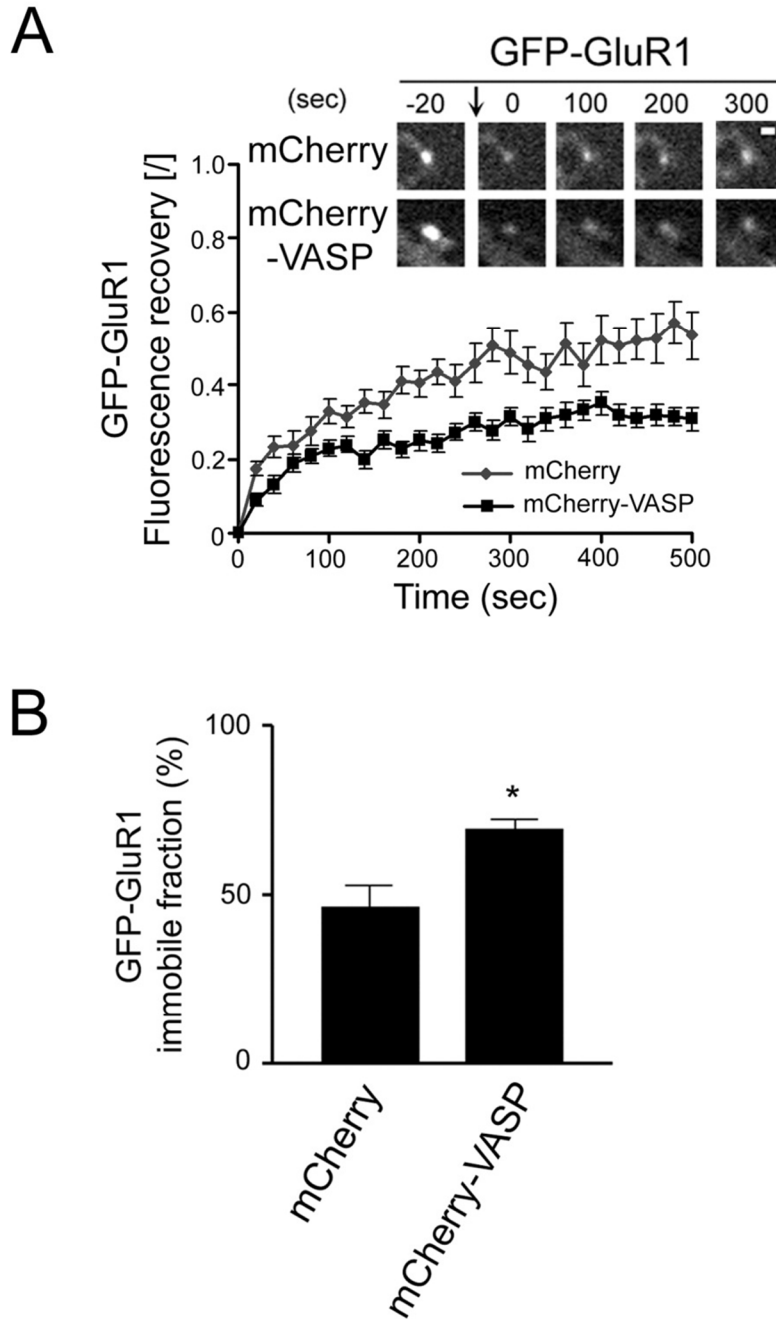 A
GFP-GluR1
(sec) -20 0 100 200 300
mCherry
mCherry
-VASP
GFP-GluR1
Fluorescence recovery [/]
1.0
0.8
0.6
0.4
0.2
0
mCherry
mCherry-VASP
0 100 200 300 400 500
Time (sec)
B
GFP-GluR1
immobile fraction (%)
100
50
0
*
mCherry
mCherry-VASP